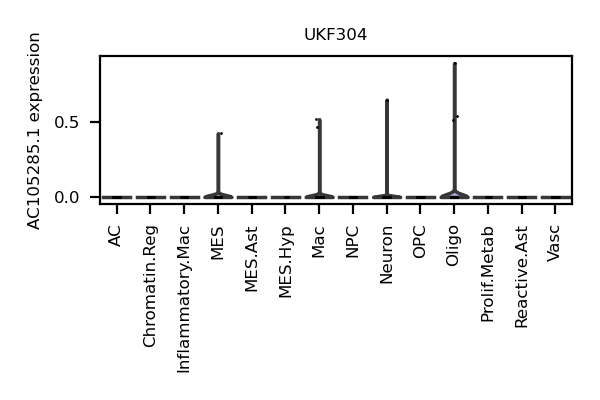 UKF304
AC105285.1 expression
0.5
0.0
AC
Chromatin.Reg
Inflammatory.Mac
MES
MES.Ast
MES.Hyp
Mac
NPC
Neuron
OPC
Oligo
Prolif.Metab
Reactive.Ast
Vasc